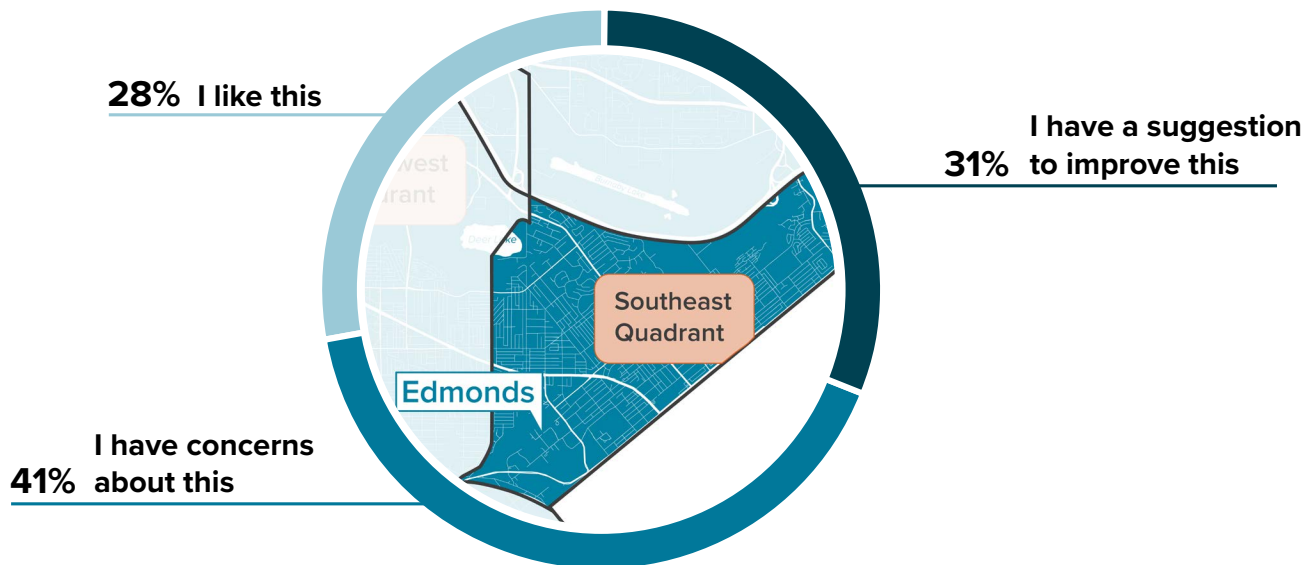 28% I like this
I have a suggestion
31% to improve this
Southeast
Quadrant
Edmonds
I have concerns
41% about this